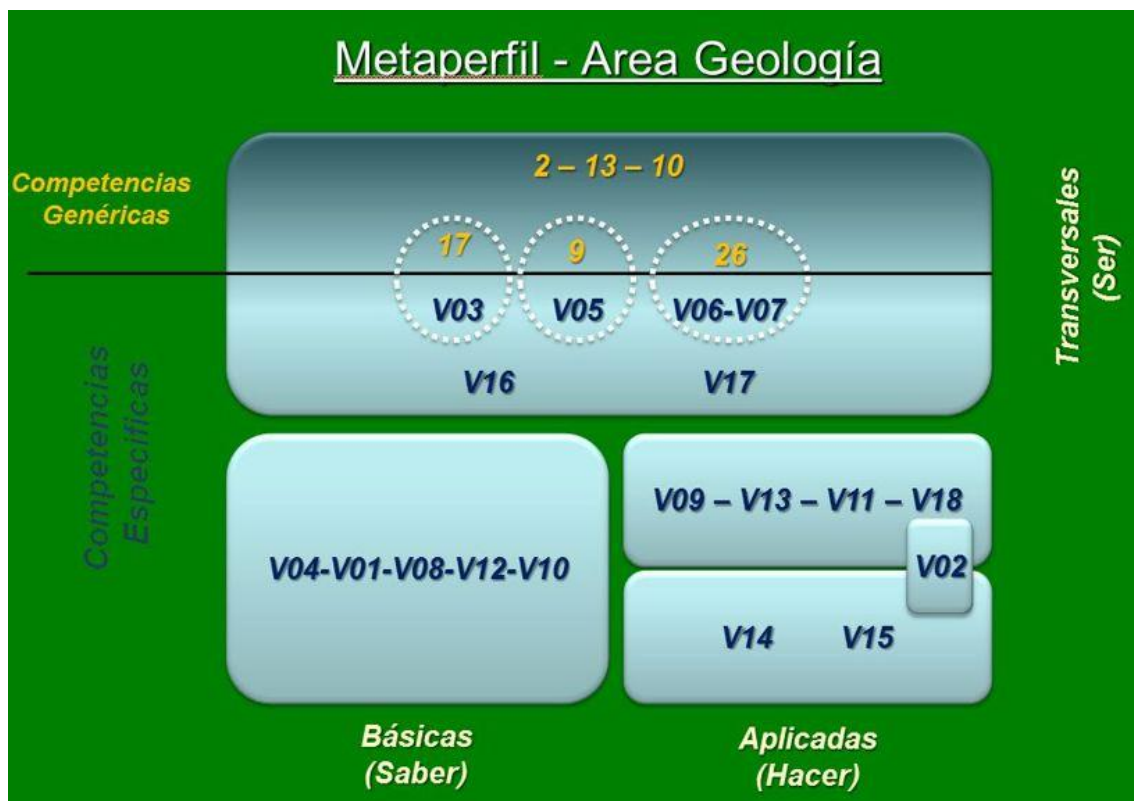 Metaperfil - Area Geología
Competencias
Genéricas
2 – 13 – 10
17
9
26
V03
V05
V06-V07
V16
V17
Transversales
(Ser)
Competencias
Especificas
V04-V01-V08-V12-V10
V09 – V13 – V11 – V18
V02
V14
V15
Básicas
(Saber)
Aplicadas
(Hacer)